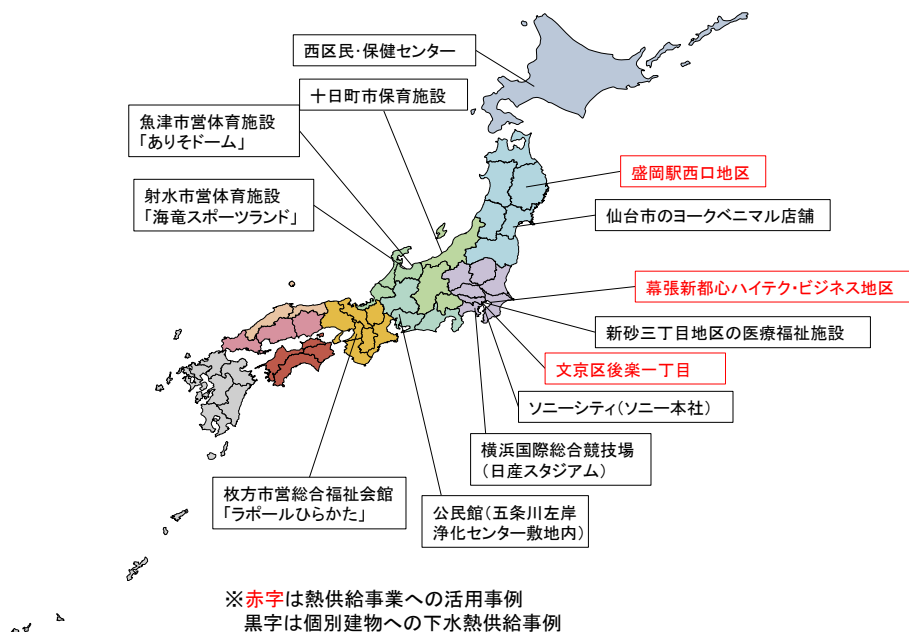 西区民･保健センター
十日町市保育施設
魚津市営体育施設
「ありそドーム」
盛岡駅西口地区
射水市営体育施設
「海竜スポーツランド」
仙台市のヨークベニマル店舗
幕張新都心ハイテク･ビジネス地区
新砂三丁目地区の医療福祉施設
文京区後楽一丁目
ソニーシティ(ソニー本社)
横浜国際総合競技場
(日産スタジアム)
枚方市営総合福祉会館
「ラポールひらかた」
公民館(五条川左岸
浄化センター敷地内)
※赤字は熱供給事業への活用事例
黒字は個別建物への下水熱供給事例